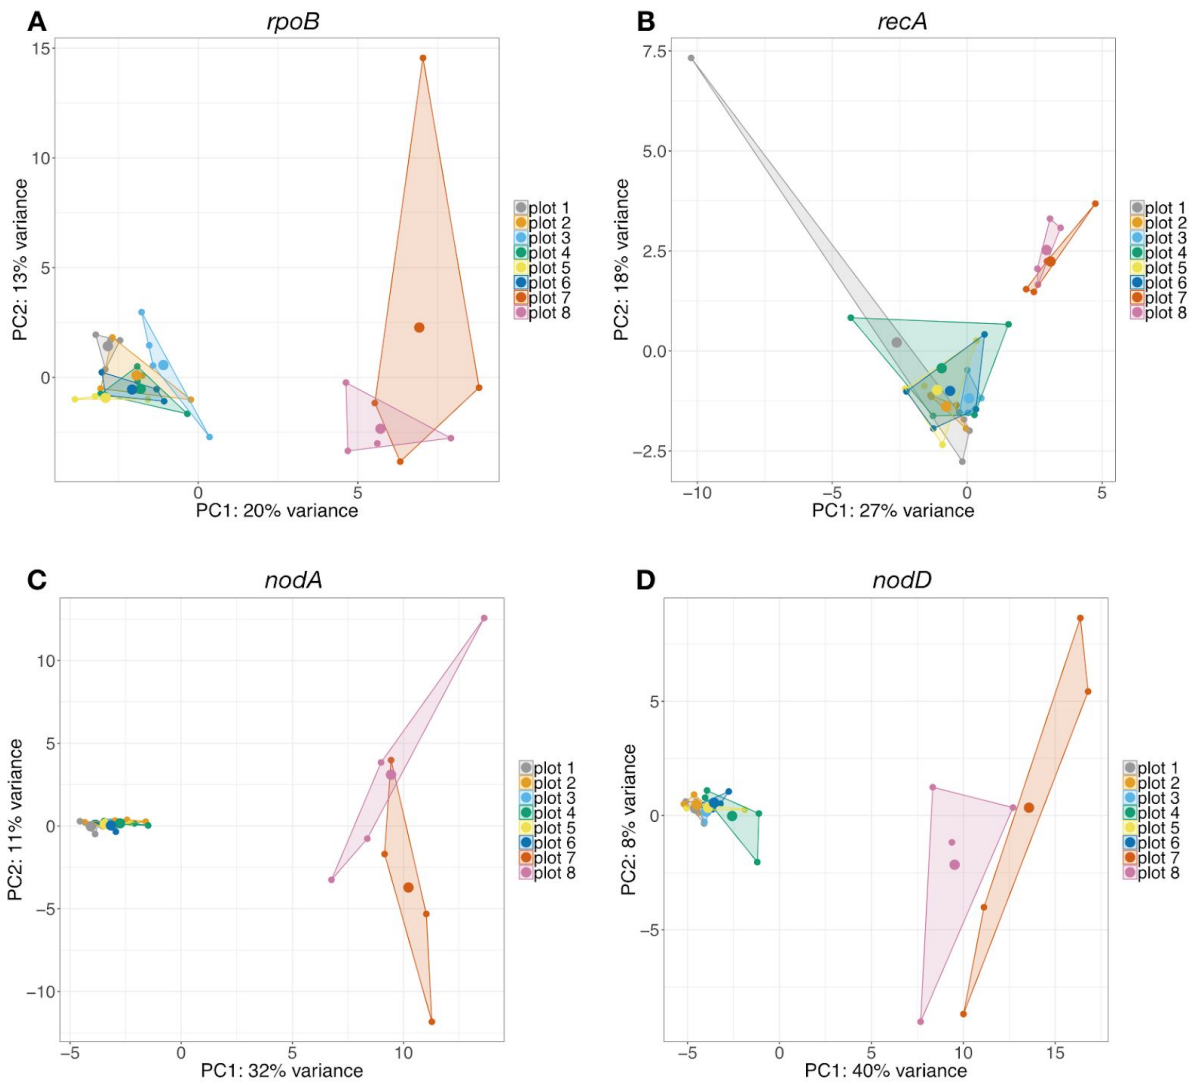 A
rpoB
15
10
5
0
PC2: 13% variance
0
5
PC1: 20% variance
plot 1
plot 2
plot 3
plot 4
plot 5
plot 6
plot 7
plot 8
B
recA
7.5
5.0
2.5
0.0
−2.5
PC2: 18% variance
−10
−5
0
5
PC1: 27% variance
plot 1
plot 2
plot 3
plot 4
plot 5
plot 6
plot 7
plot 8
C
nodA
10
5
0
−5
−10
PC2: 11% variance
−5
0
5
10
PC1: 32% variance
plot 1
plot 2
plot 3
plot 4
plot 5
plot 6
plot 7
plot 8
D
nodD
5
0
−5
PC2: 8% variance
−5
0
5
10
15
PC1: 40% variance
plot 1
plot 2
plot 3
plot 4
plot 5
plot 6
plot 7
plot 8